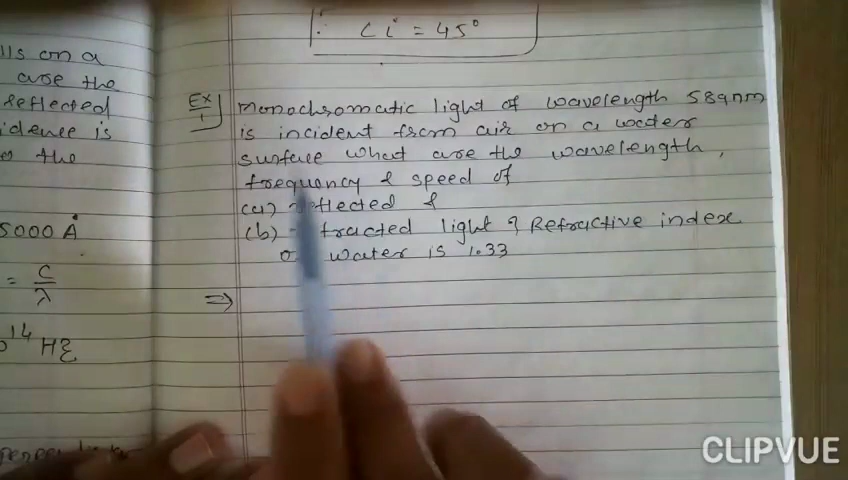 ∴ ∠i = 45°
lls on a
are the
Reflected
idence is
the
5000 Å
= C/λ
14 HZ
Ex 1
Monochromatic light of wavelength 589nm
is incident from air on a water
surface what are the wavelength,
frequency & speed of
(a) reflected &
(b) refracted light ? Refractive index
of water is 1.33
⇒
CLIPVUE